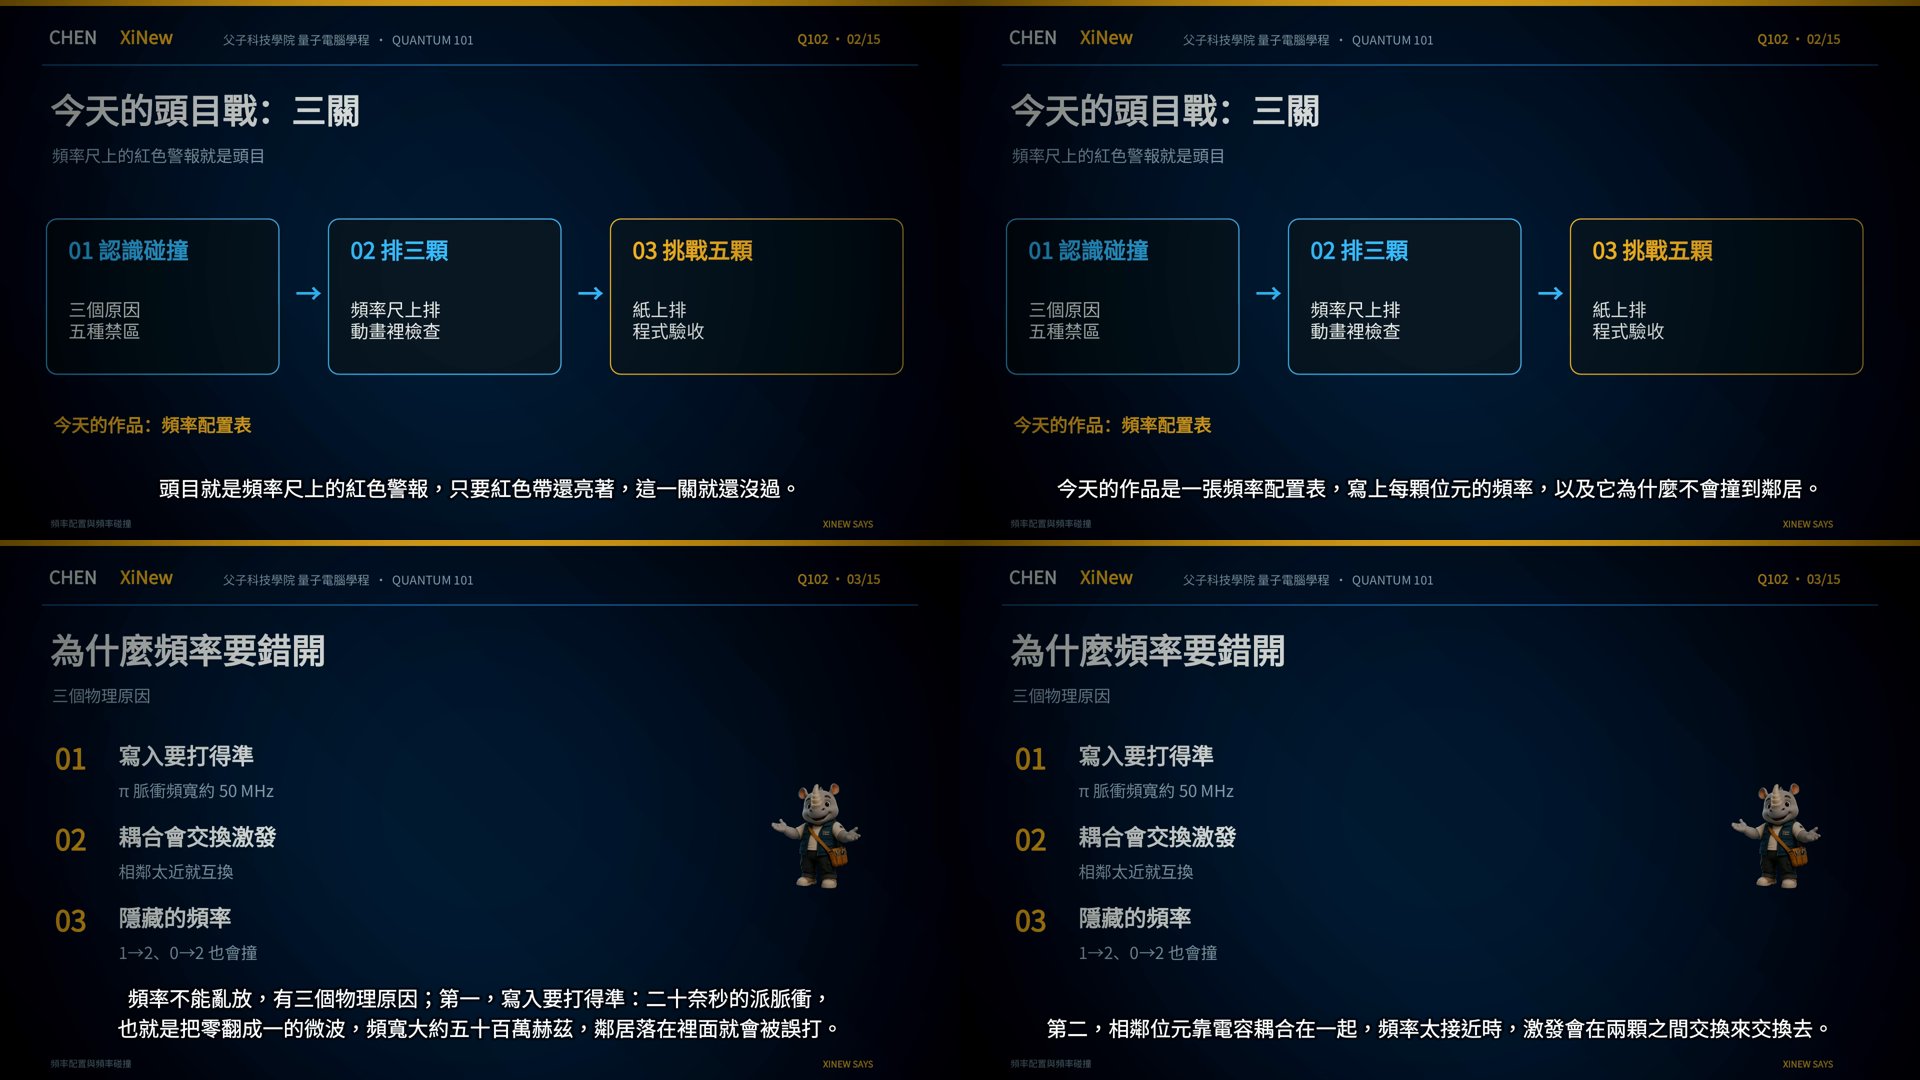 CHEN XiNew 父子科技學院 量子電腦學程 · QUANTUM 101 Q102 · 02/15
今天的頭目戰：三關
頻率尺上的紅色警報就是頭目
01 認識碰撞
三個原因
五種禁區
→
02 排三顆
頻率尺上排
動畫裡檢查
→
03 挑戰五顆
紙上排
程式驗收
今天的作品：頻率配置表
頭目就是頻率尺上的紅色警報，只要紅色帶還亮著，這一關就還沒過。
頻率配置與頻率碰撞 XINEW SAYS
CHEN XiNew 父子科技學院 量子電腦學程 · QUANTUM 101 Q102 · 02/15
今天的頭目戰：三關
頻率尺上的紅色警報就是頭目
01 認識碰撞
三個原因
五種禁區
→
02 排三顆
頻率尺上排
動畫裡檢查
→
03 挑戰五顆
紙上排
程式驗收
今天的作品：頻率配置表
今天的作品是一張頻率配置表，寫上每顆位元的頻率，以及它為什麼不會撞到鄰居。
頻率配置與頻率碰撞 XINEW SAYS
CHEN XiNew 父子科技學院 量子電腦學程 · QUANTUM 101 Q102 · 03/15
為什麼頻率要錯開
三個物理原因
01 寫入要打得準
π 脈衝頻寬約 50 MHz
02 耦合會交換激發
相鄰太近就互換
03 隱藏的頻率
1→2、0→2 也會撞
頻率不能亂放，有三個物理原因；第一，寫入要打得準：二十奈秒的派脈衝，
也就是把零翻成一的微波，頻寬大約五十百萬赫茲，鄰居落在裡面就會被誤打。
頻率配置與頻率碰撞 XINEW SAYS
CHEN XiNew 父子科技學院 量子電腦學程 · QUANTUM 101 Q102 · 03/15
為什麼頻率要錯開
三個物理原因
01 寫入要打得準
π 脈衝頻寬約 50 MHz
02 耦合會交換激發
相鄰太近就互換
03 隱藏的頻率
1→2、0→2 也會撞
第二，相鄰位元靠電容耦合在一起，頻率太接近時，激發會在兩顆之間交換來交換去。
頻率配置與頻率碰撞 XINEW SAYS